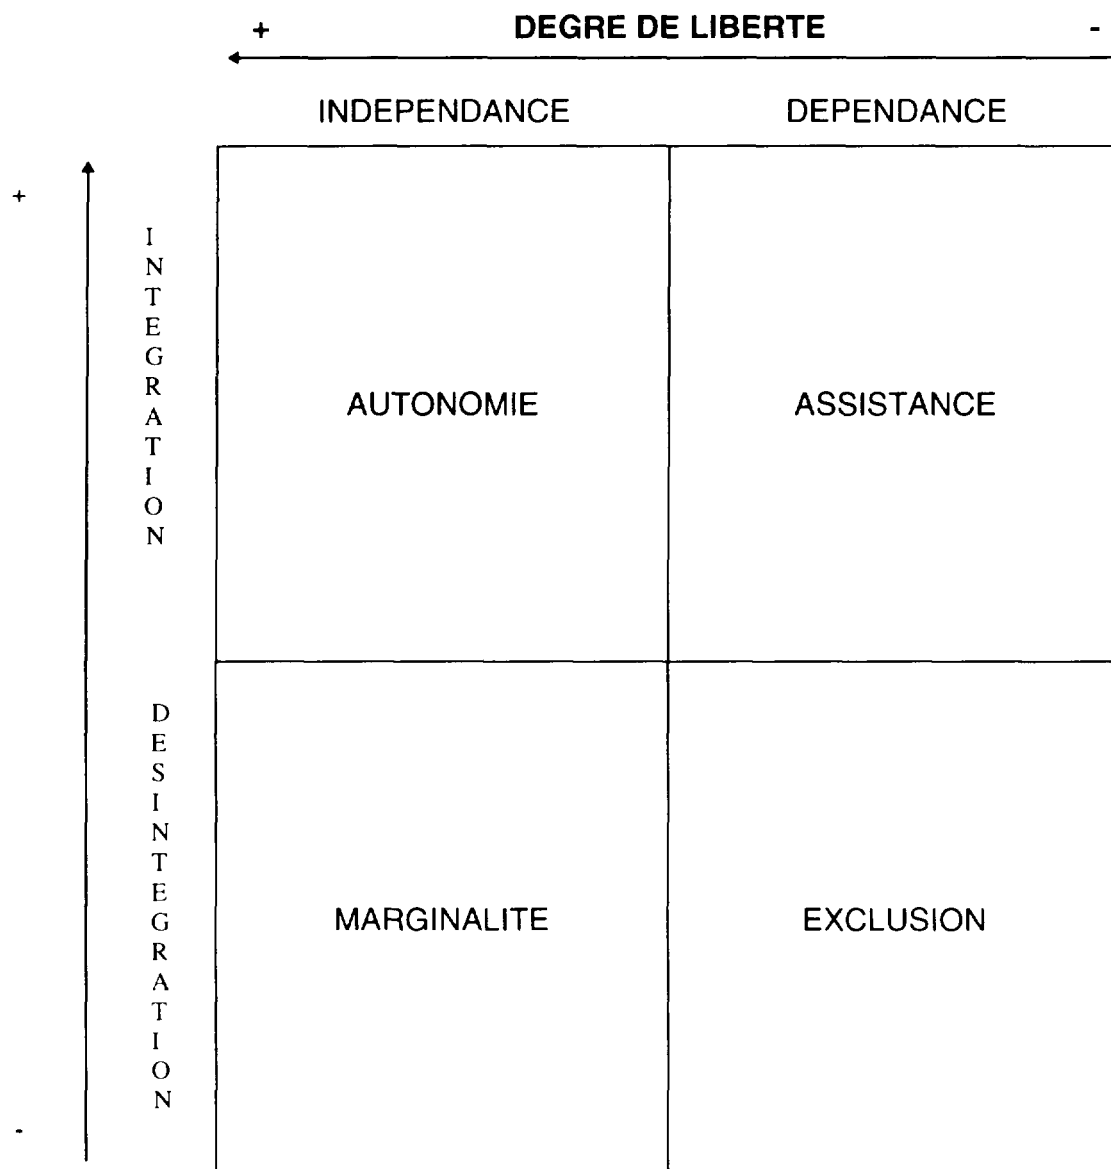 + DEGRE DE LIBERTE -
INDEPENDANCE DEPENDANCE
+
INTEGRATION
AUTONOMIE ASSISTANCE
DESINTEGRATION
MARGINALITE EXCLUSION
-